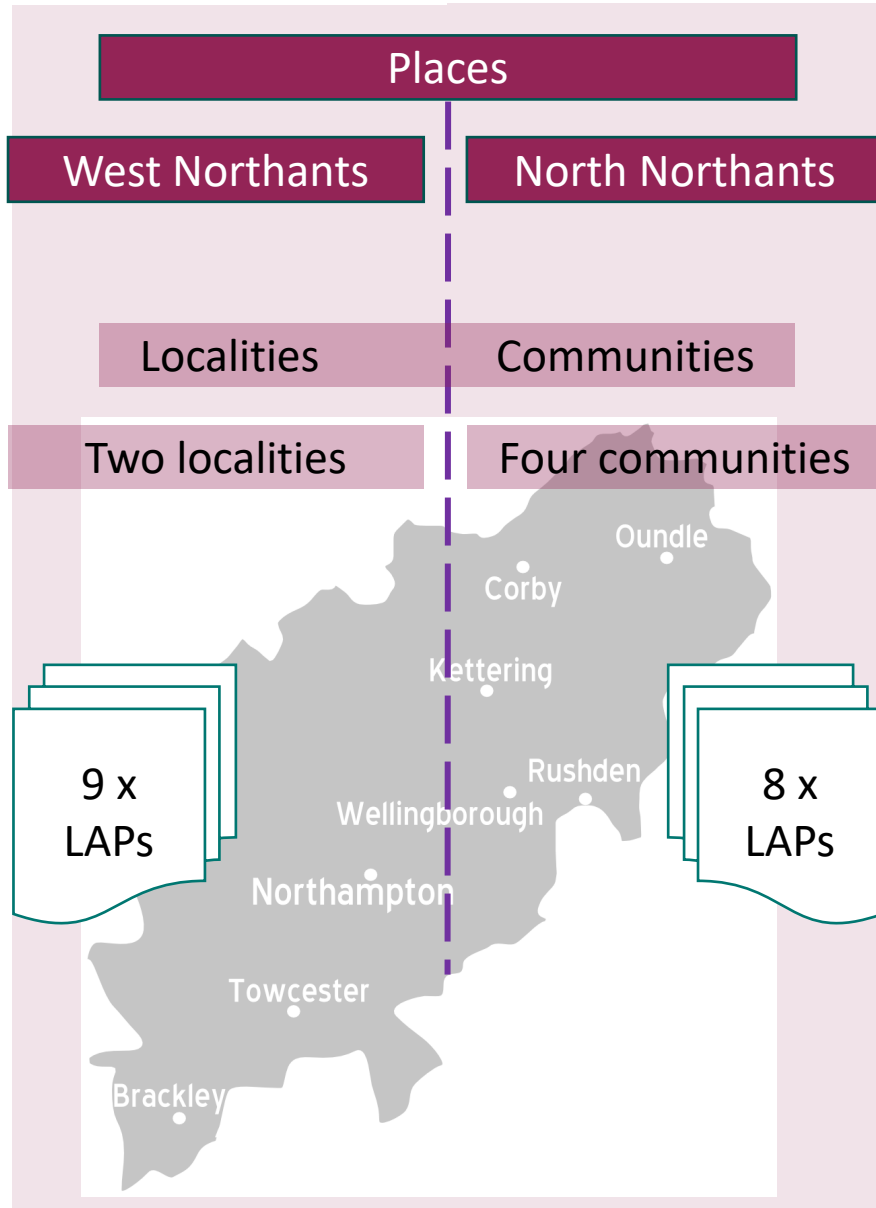 Places
West Northants
North Northants
Localities
Communities
Two localities
Four communities
Oundle
Corby
Kettering
Rushden
Wellingborough
9 x
LAPs
8 x
LAPs
Northampton
Towcester
Brackley